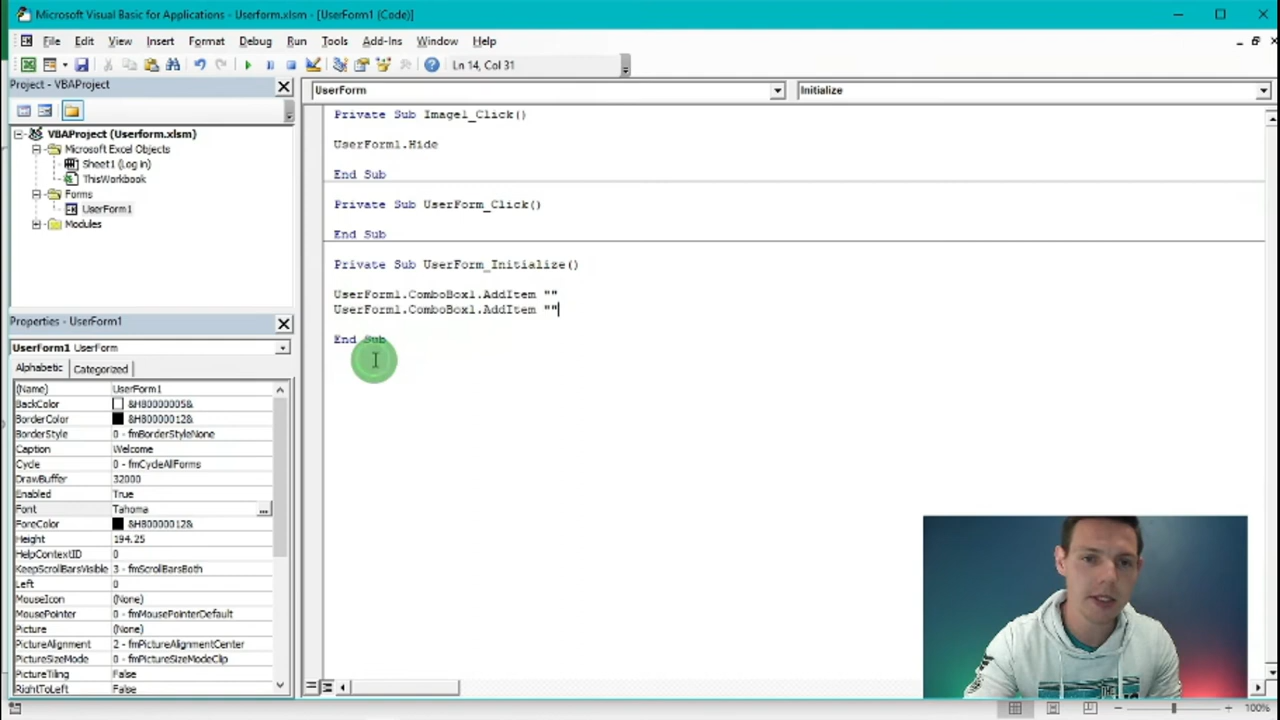 Microsoft Visual Basic for Applications - Userform.xlsm - [UserForm1 (Code)]
File Edit View Insert Format Debug Run Tools Add-Ins Window Help
Ln 14, Col 31
Project - VBAProject
VBAProject (Userform.xlsm)
Microsoft Excel Objects
Sheet1 (Log in)
ThisWorkbook
Forms
UserForm1
Modules
Properties - UserForm1
UserForm1 UserForm
Alphabetic Categorized
(Name) UserForm1
BackColor &H80000005&
BorderColor &H80000012&
BorderStyle 0 - fmBorderStyleNone
Caption Welcome
Cycle 0 - fmCycleAllForms
DrawBuffer 32000
Enabled True
Font Tahoma ...
ForeColor &H80000012&
Height 194.25
HelpContextID 0
KeepScrollBarsVisible 3 - fmScrollBarsBoth
Left 0
MouseIcon (None)
MousePointer 0 - fmMousePointerDefault
Picture (None)
PictureAlignment 2 - fmPictureAlignmentCenter
PictureSizeMode 0 - fmPictureSizeModeClip
PictureTiling False
RightToLeft False
UserForm Initialize
Private Sub Image1_Click()
UserForm1.Hide
End Sub
Private Sub UserForm_Click()
End Sub
Private Sub UserForm_Initialize()
UserForm1.ComboBox1.AddItem ""
UserForm1.ComboBox1.AddItem ""
End Sub
100%